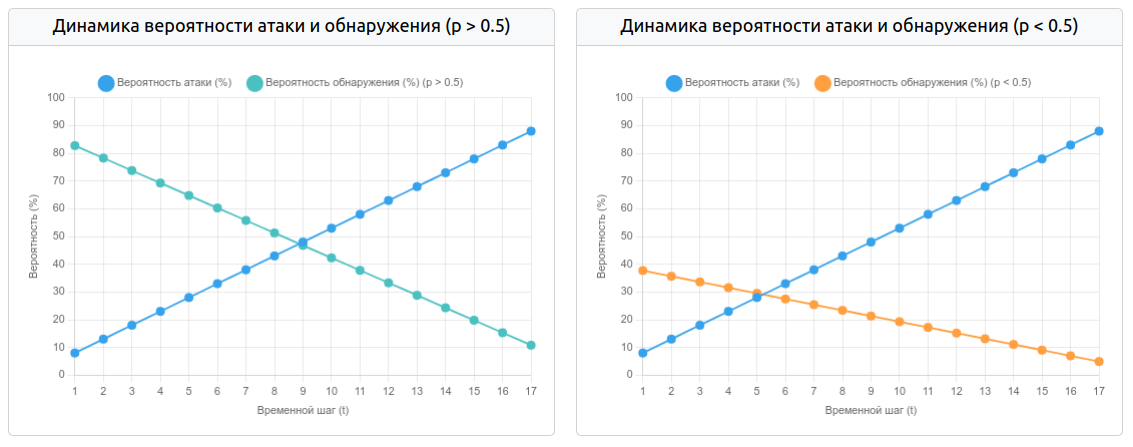 Динамика вероятности атаки и обнаружения (p > 0.5)
Вероятность атаки (%) Вероятность обнаружения (%) (p > 0.5)
100
90
80
70
60
50
40
30
20
10
0
Вероятность (%)
1 2 3 4 5 6 7 8 9 10 11 12 13 14 15 16 17
Временной шаг (t)
Динамика вероятности атаки и обнаружения (p < 0.5)
Вероятность атаки (%) Вероятность обнаружения (%) (p < 0.5)
100
90
80
70
60
50
40
30
20
10
0
Вероятность (%)
1 2 3 4 5 6 7 8 9 10 11 12 13 14 15 16 17
Временной шаг (t)